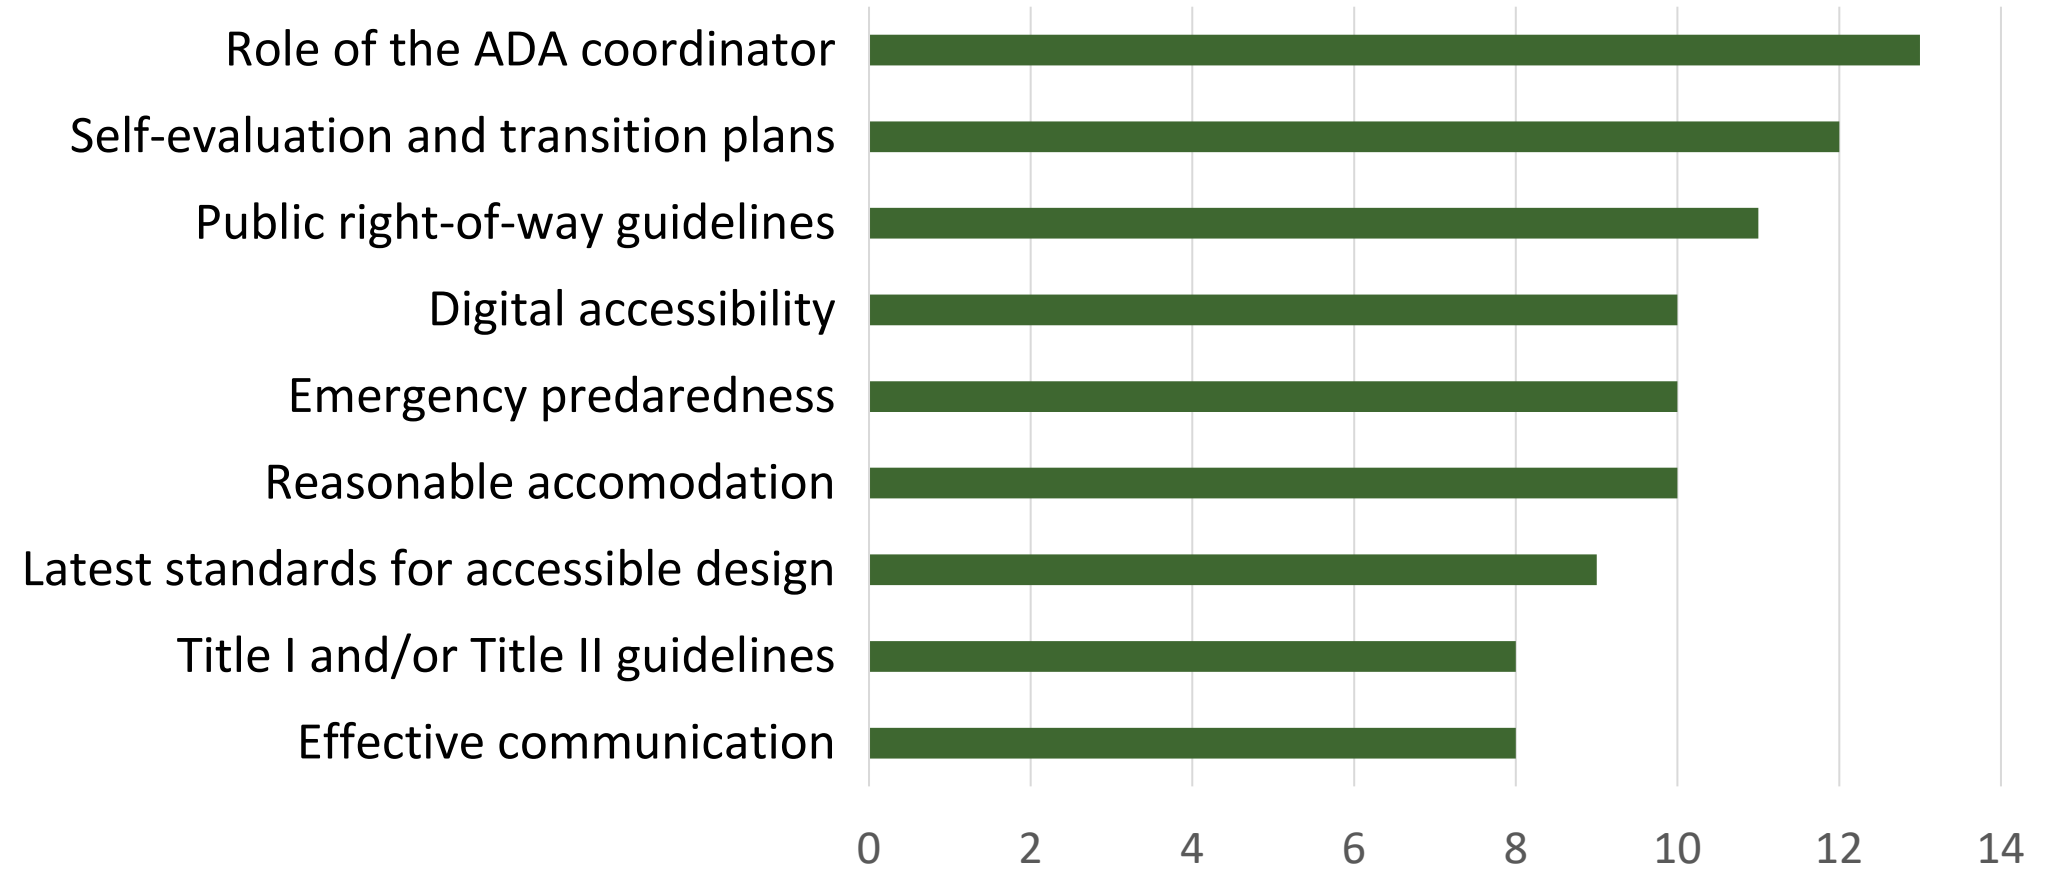 Role of the ADA coordinator
Self-evaluation and transition plans
Public right-of-way guidelines
Digital accessibility
Emergency predaredness
Reasonable accomodation
Latest standards for accessible design
Title I and/or Title II guidelines
Effective communication
0 2 4 6 8 10 12 14